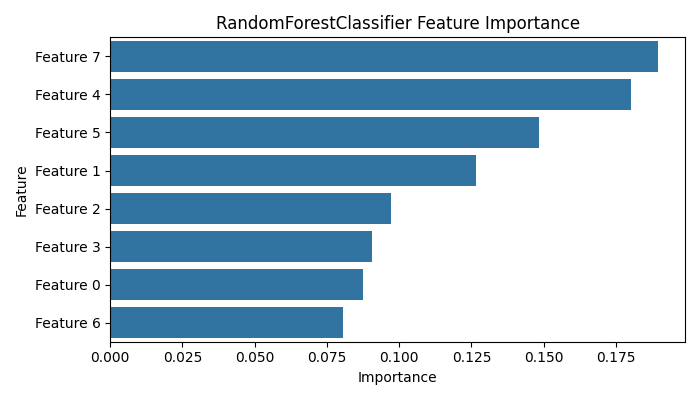 RandomForestClassifier Feature Importance
Feature 7
Feature 4
Feature 5
Feature 1
Feature 2
Feature 3
Feature 0
Feature 6
Feature
0.000 0.025 0.050 0.075 0.100 0.125 0.150 0.175
Importance